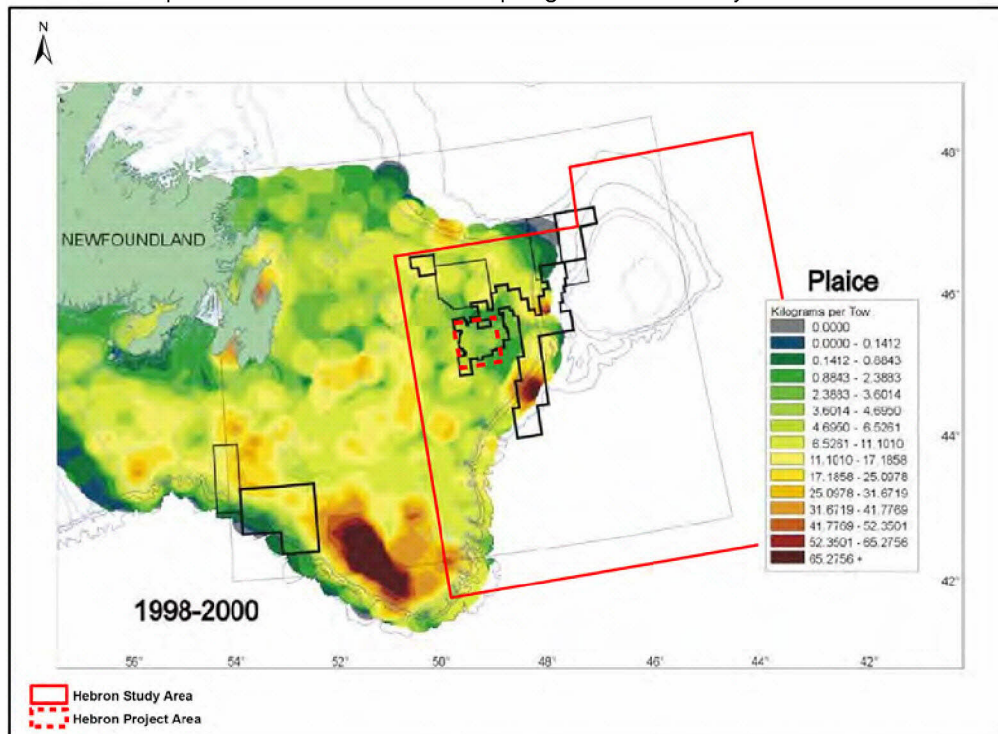 N
NEWFOUNDLAND
48°
46°
44°
42°
Plaice
Kilograms per Tow
0.0000
0.0000 - 0.1412
0.1412 - 0.8843
0.8843 - 2.3883
2.3883 - 3.6014
3.6014 - 4.6950
4.6950 - 6.5261
6.5261 - 11.1010
11.1010 - 17.1858
17.1858 - 25.0978
25.0978 - 31.6719
31.6719 - 41.7769
41.7769 - 52.3501
52.3501 - 65.2756
65.2756 +
1998-2000
56° 54° 52° 50° 48° 46° 44° 42°
Hebron Study Area
Hebron Project Area